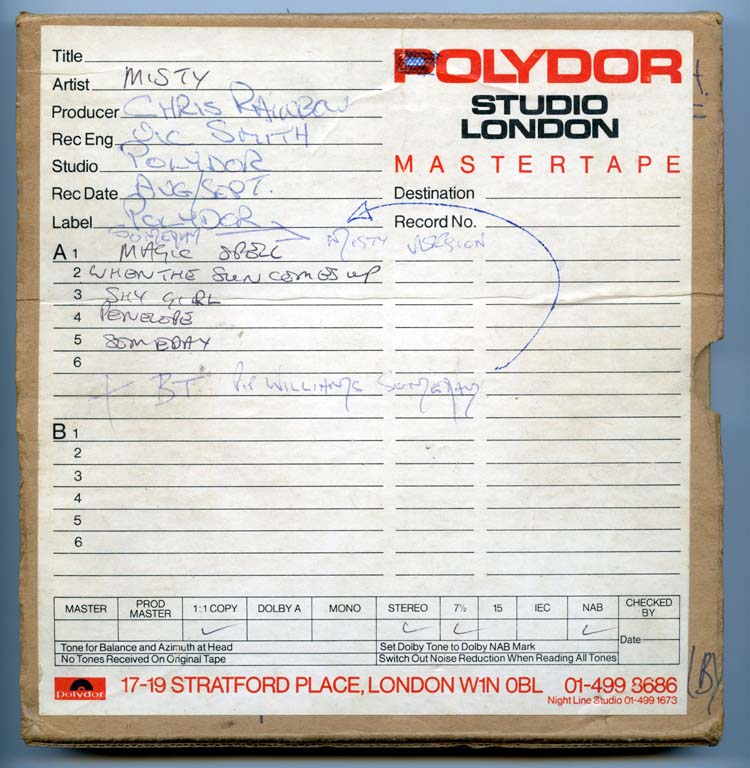 POLYDOR
STUDIO
LONDON
MASTERTAPE
Title
Artist MISTY
Producer CHRIS RAINBOW
Rec Eng VIC SMITH
Studio POLYDOR
Rec Date AUG/SEPT.
Destination
Label POLYDOR
Record No.
SOMEDAY MISTY VERSION
A 1 MAGIC SPELL
2 WHEN THE SUN COMES UP
3 SHY GIRL
4 PENELOPE
5 SOMEDAY
6
+ BT PIP WILLIAMS SOMEDAY
B 1
2
3
4
5
6
MASTER PROD MASTER 1:1 COPY DOLBY A MONO STEREO 7½ 15 IEC NAB CHECKED BY
✓ ✓ ✓ ✓
Date
Tone for Balance and Azimuth at Head Set Dolby Tone to Dolby NAB Mark
No Tones Received On Original Tape Switch Out Noise Reduction When Reading All Tones
polydor 17-19 STRATFORD PLACE, LONDON W1N 0BL 01-499 8686
Night Line Studio 01-499 1673
(B)